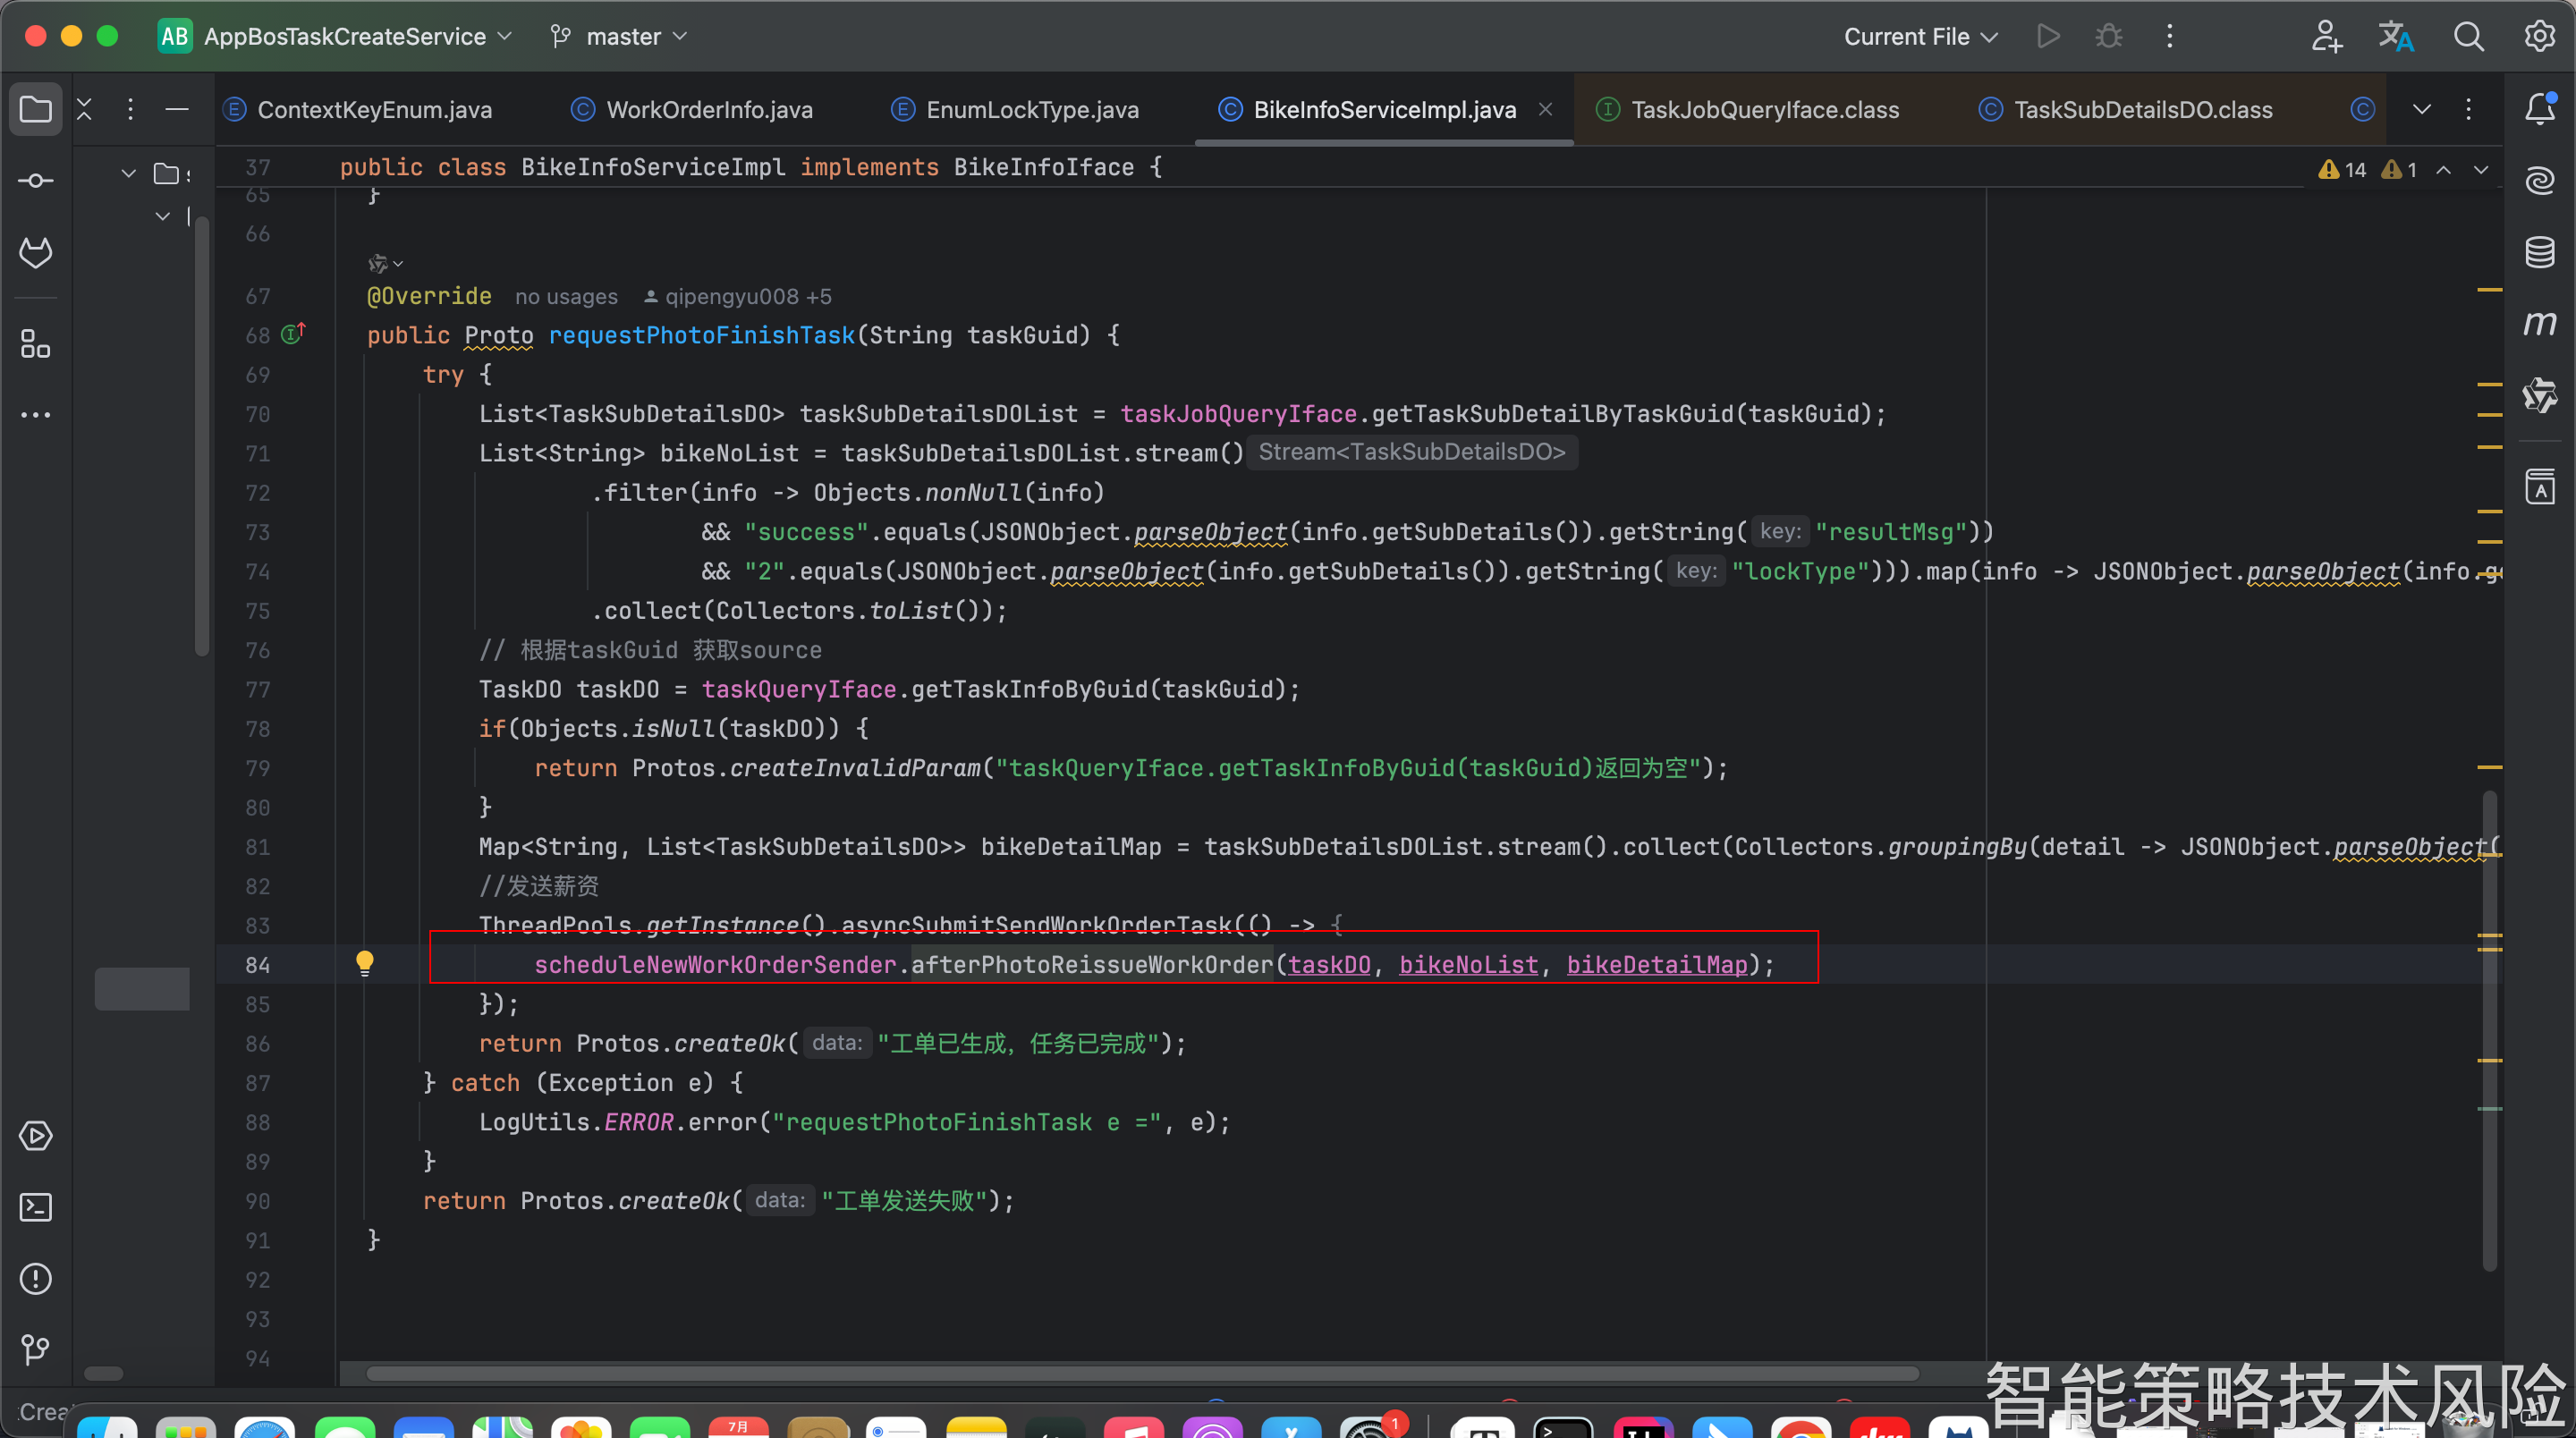 AB AppBosTaskCreateService master Current File
ContextKeyEnum.java WorkOrderInfo.java EnumLockType.java BikeInfoServiceImpl.java TaskJobQueryIface.class TaskSubDetailsDO.class
37 public class BikeInfoServiceImpl implements BikeInfoIface { 14 1
65 }
66
67 @Override no usages qipengyu008 +5
68 public Proto requestPhotoFinishTask(String taskGuid) {
69 try {
70 List<TaskSubDetailsDO> taskSubDetailsDOList = taskJobQueryIface.getTaskSubDetailByTaskGuid(taskGuid);
71 List<String> bikeNoList = taskSubDetailsDOList.stream() Stream<TaskSubDetailsDO>
72 .filter(info -> Objects.nonNull(info)
73 && "success".equals(JSONObject.parseObject(info.getSubDetails()).getString( key: "resultMsg"))
74 && "2".equals(JSONObject.parseObject(info.getSubDetails()).getString( key: "lockType"))).map(info -> JSONObject.parseObject(info.ge
75 .collect(Collectors.toList());
76 // 根据taskGuid 获取source
77 TaskDO taskDO = taskQueryIface.getTaskInfoByGuid(taskGuid);
78 if(Objects.isNull(taskDO)) {
79 return Protos.createInvalidParam("taskQueryIface.getTaskInfoByGuid(taskGuid)返回为空");
80 }
81 Map<String, List<TaskSubDetailsDO>> bikeDetailMap = taskSubDetailsDOList.stream().collect(Collectors.groupingBy(detail -> JSONObject.parseObject(
82 //发送薪资
83 ThreadPools.getInstance().asyncSubmitSendWorkOrderTask(() -> {
84 scheduleNewWorkOrderSender.afterPhotoReissueWorkOrder(taskDO, bikeNoList, bikeDetailMap);
85 });
86 return Protos.createOk( data: "工单已生成，任务已完成");
87 } catch (Exception e) {
88 LogUtils.ERROR.error("requestPhotoFinishTask e =", e);
89 }
90 return Protos.createOk( data: "工单发送失败");
91 }
92
93
94
智能策略技术风险
7月
1